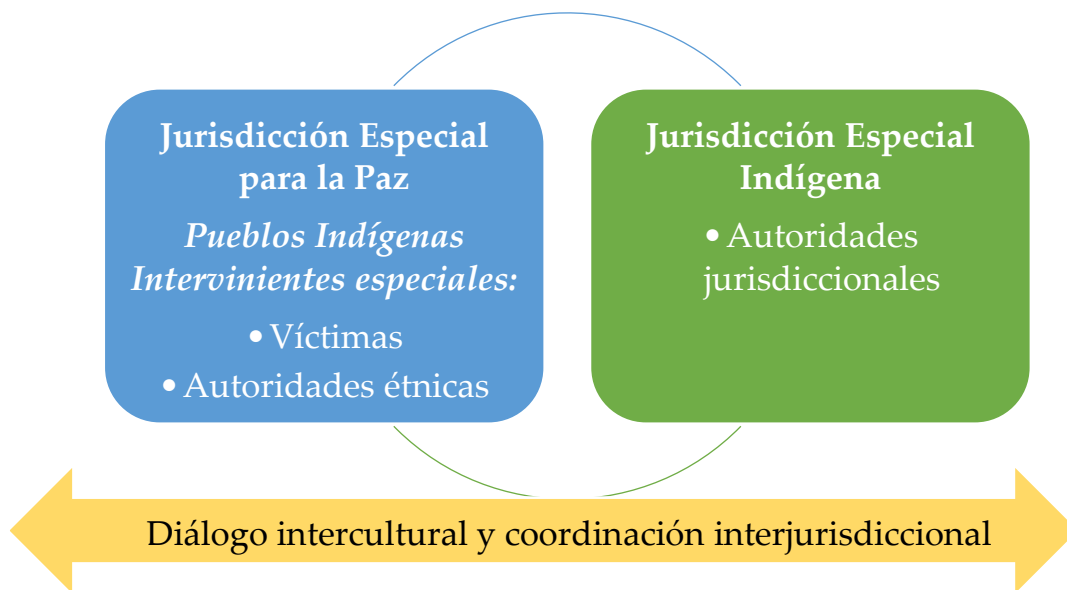 Jurisdicción Especial
para la Paz
Pueblos Indígenas
Intervinientes especiales:
• Víctimas
• Autoridades étnicas
Jurisdicción Especial
Indígena
• Autoridades
jurisdiccionales
Diálogo intercultural y coordinación interjurisdiccional